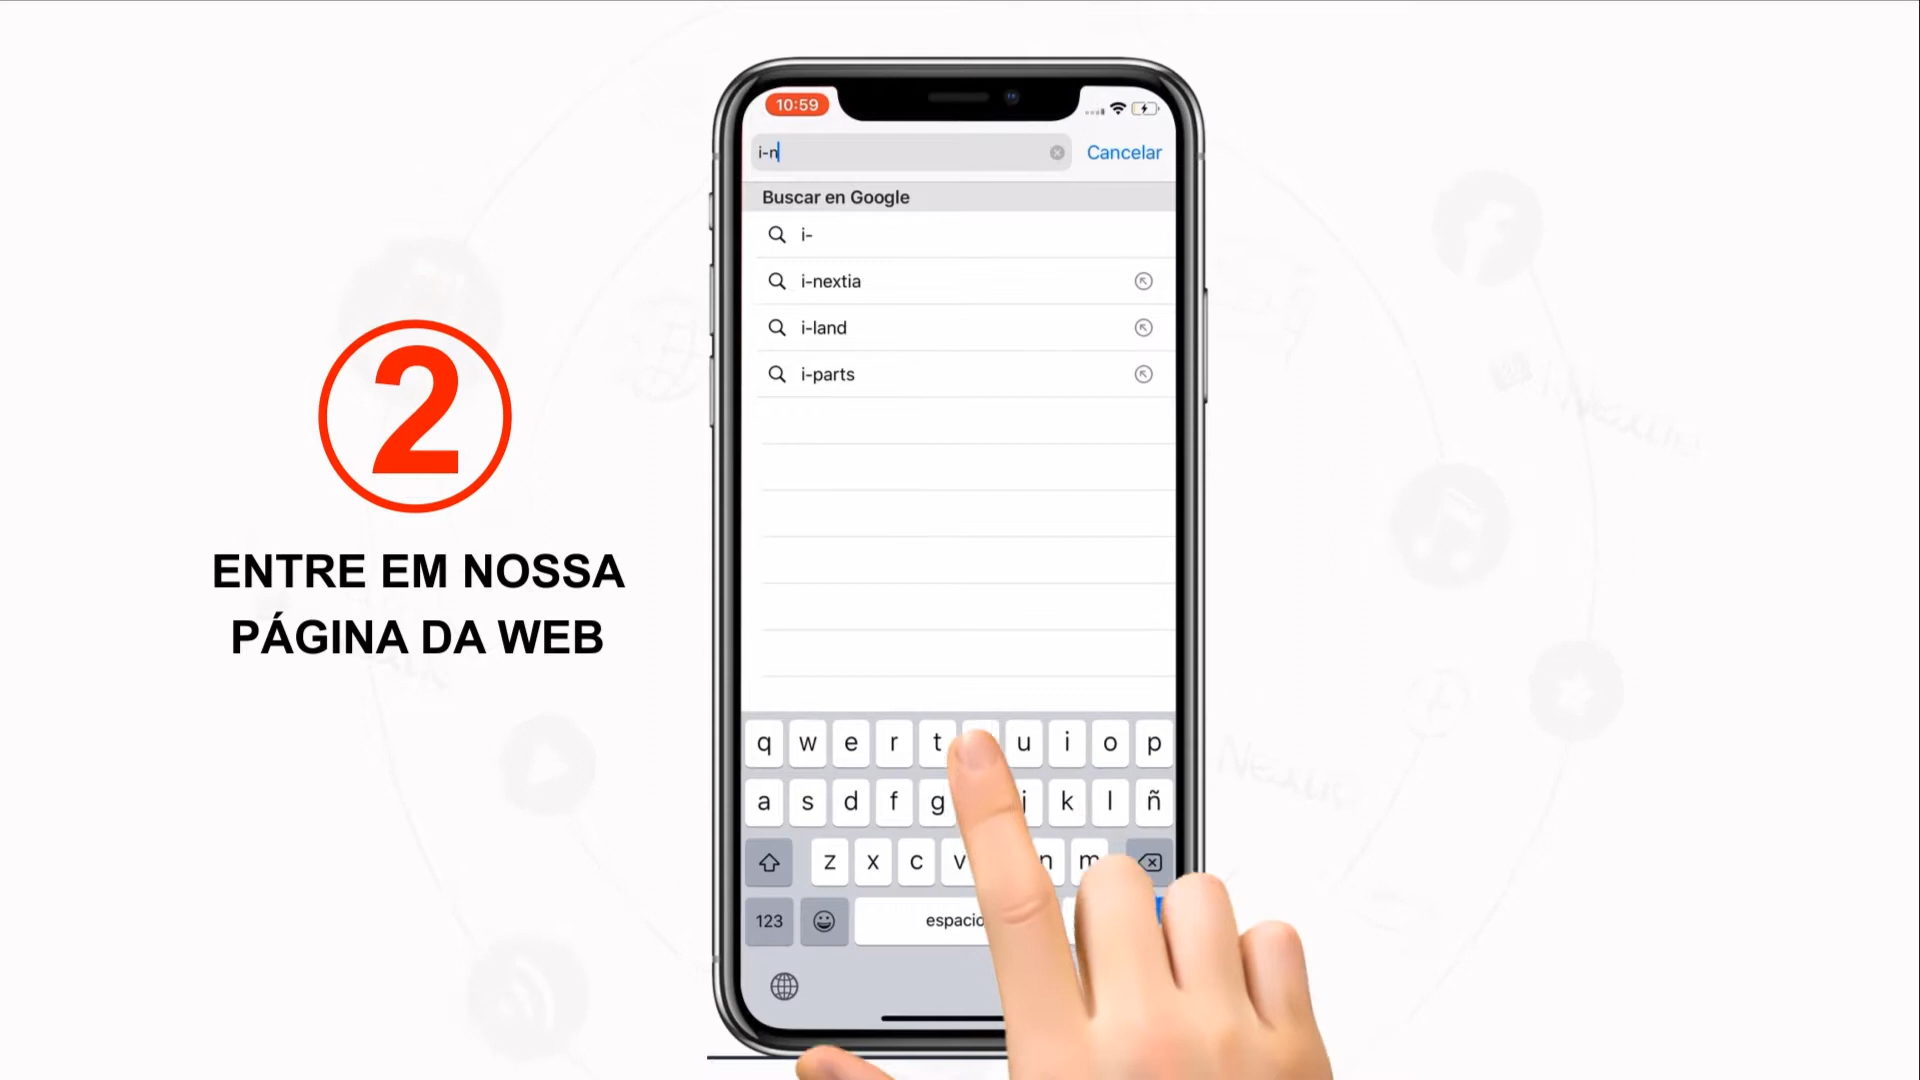 2
ENTRE EM NOSSA
PÁGINA DA WEB
10:59
i-n
Cancelar
Buscar en Google
i-
i-nextia
i-land
i-parts
q w e r t u i o p
a s d f g j k l ñ
z x c v n m
123 espacio